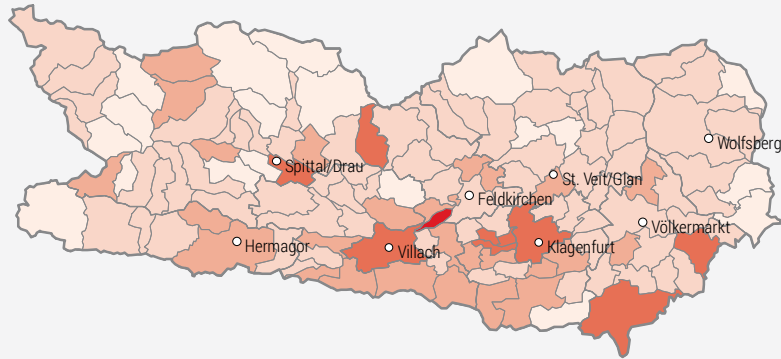 Wolfsberg
Spittal/Drau
St. Veit/Glan
Feldkirchen
Völkermarkt
Hermagor
Villach
Klagenfurt